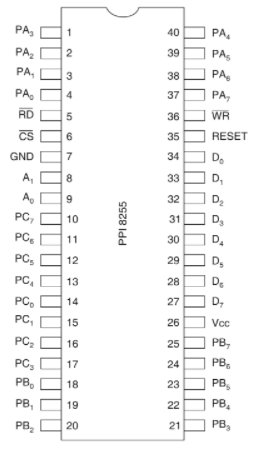 PA₃ 1 40 PA₄
PA₂ 2 39 PA₅
PA₁ 3 38 PA₆
PA₀ 4 37 PA₇
R̅D̅ 5 36 W̅R̅
C̅S̅ 6 35 RESET
GND 7 34 D₀
A₁ 8 33 D₁
A₀ 9 32 D₂
PC₇ 10 31 D₃
PC₆ 11 30 D₄
PC₅ 12 29 D₅
PC₄ 13 28 D₆
PC₀ 14 27 D₇
PC₁ 15 26 Vcc
PC₂ 16 25 PB₇
PC₃ 17 24 PB₆
PB₀ 18 23 PB₅
PB₁ 19 22 PB₄
PB₂ 20 21 PB₃
PPI 8255